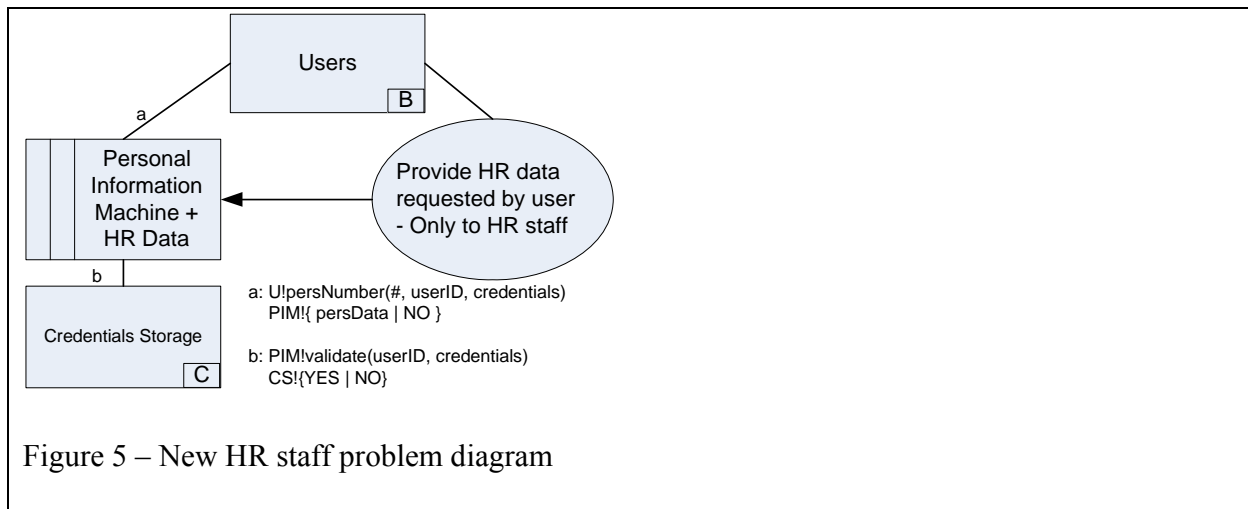 Users
B
a
Personal
Information
Machine +
HR Data
Provide HR data
requested by user
- Only to HR staff
b
a: U!persNumber(#, userID, credentials)
PIM!{ persData | NO }
Credentials Storage
C
b: PIM!validate(userID, credentials)
CS!{YES | NO}
Figure 5 – New HR staff problem diagram